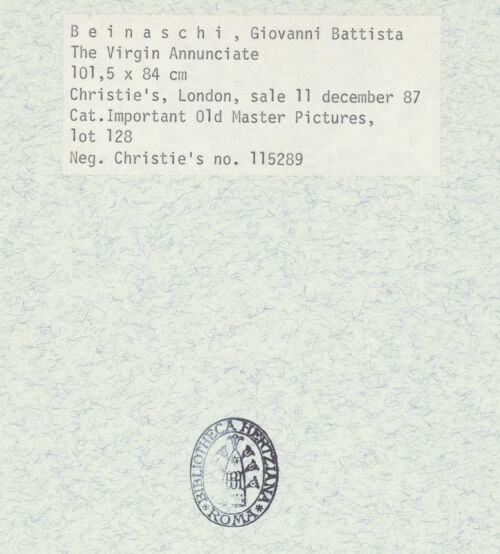 B e i n a s c h i , Giovanni Battista
The Virgin Annunciate
101,5 x 84 cm
Christie's, London, sale 11 december 87
Cat.Important Old Master Pictures,
lot 128
Neg. Christie's no. 115289
BIBLIOTHECA HERTZIANA
* ROMA *